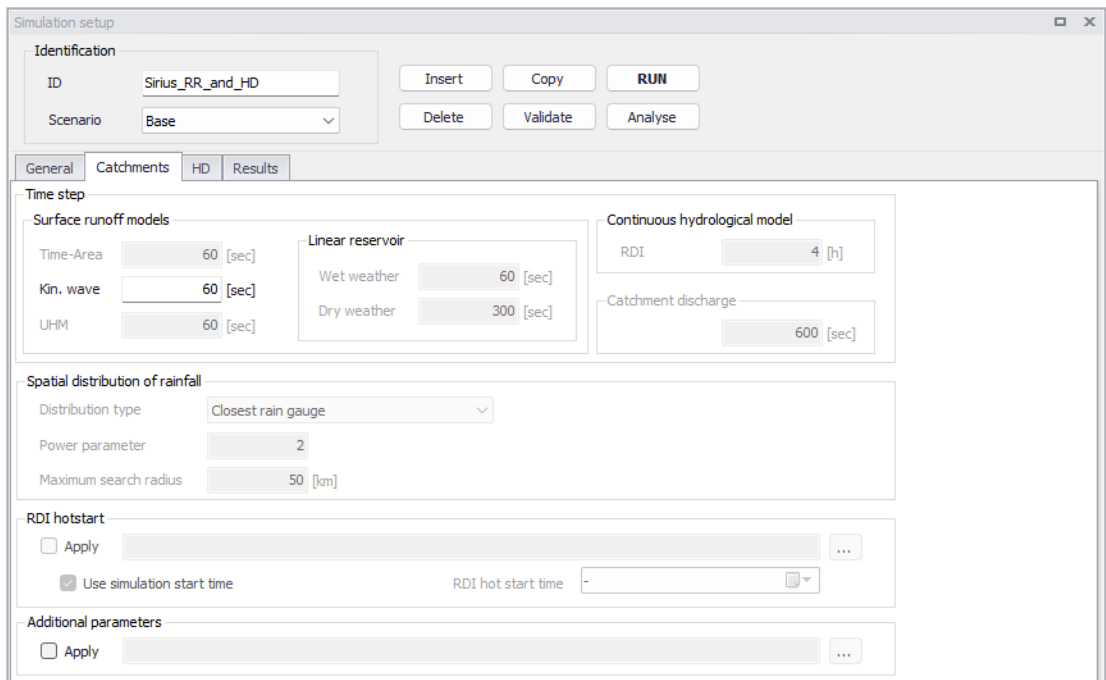 Simulation setup
Identification
ID Sirius_RR_and_HD
Scenario Base
Insert Copy RUN
Delete Validate Analyse
General Catchments HD Results
Time step
Surface runoff models
Time-Area 60 [sec]
Kin. wave 60 [sec]
UHM 60 [sec]
Linear reservoir
Wet weather 60 [sec]
Dry weather 300 [sec]
Continuous hydrological model
RDI 4 [h]
Catchment discharge
600 [sec]
Spatial distribution of rainfall
Distribution type Closest rain gauge
Power parameter 2
Maximum search radius 50 [km]
RDI hotstart
Apply ...
Use simulation start time RDI hot start time -
Additional parameters
Apply ...